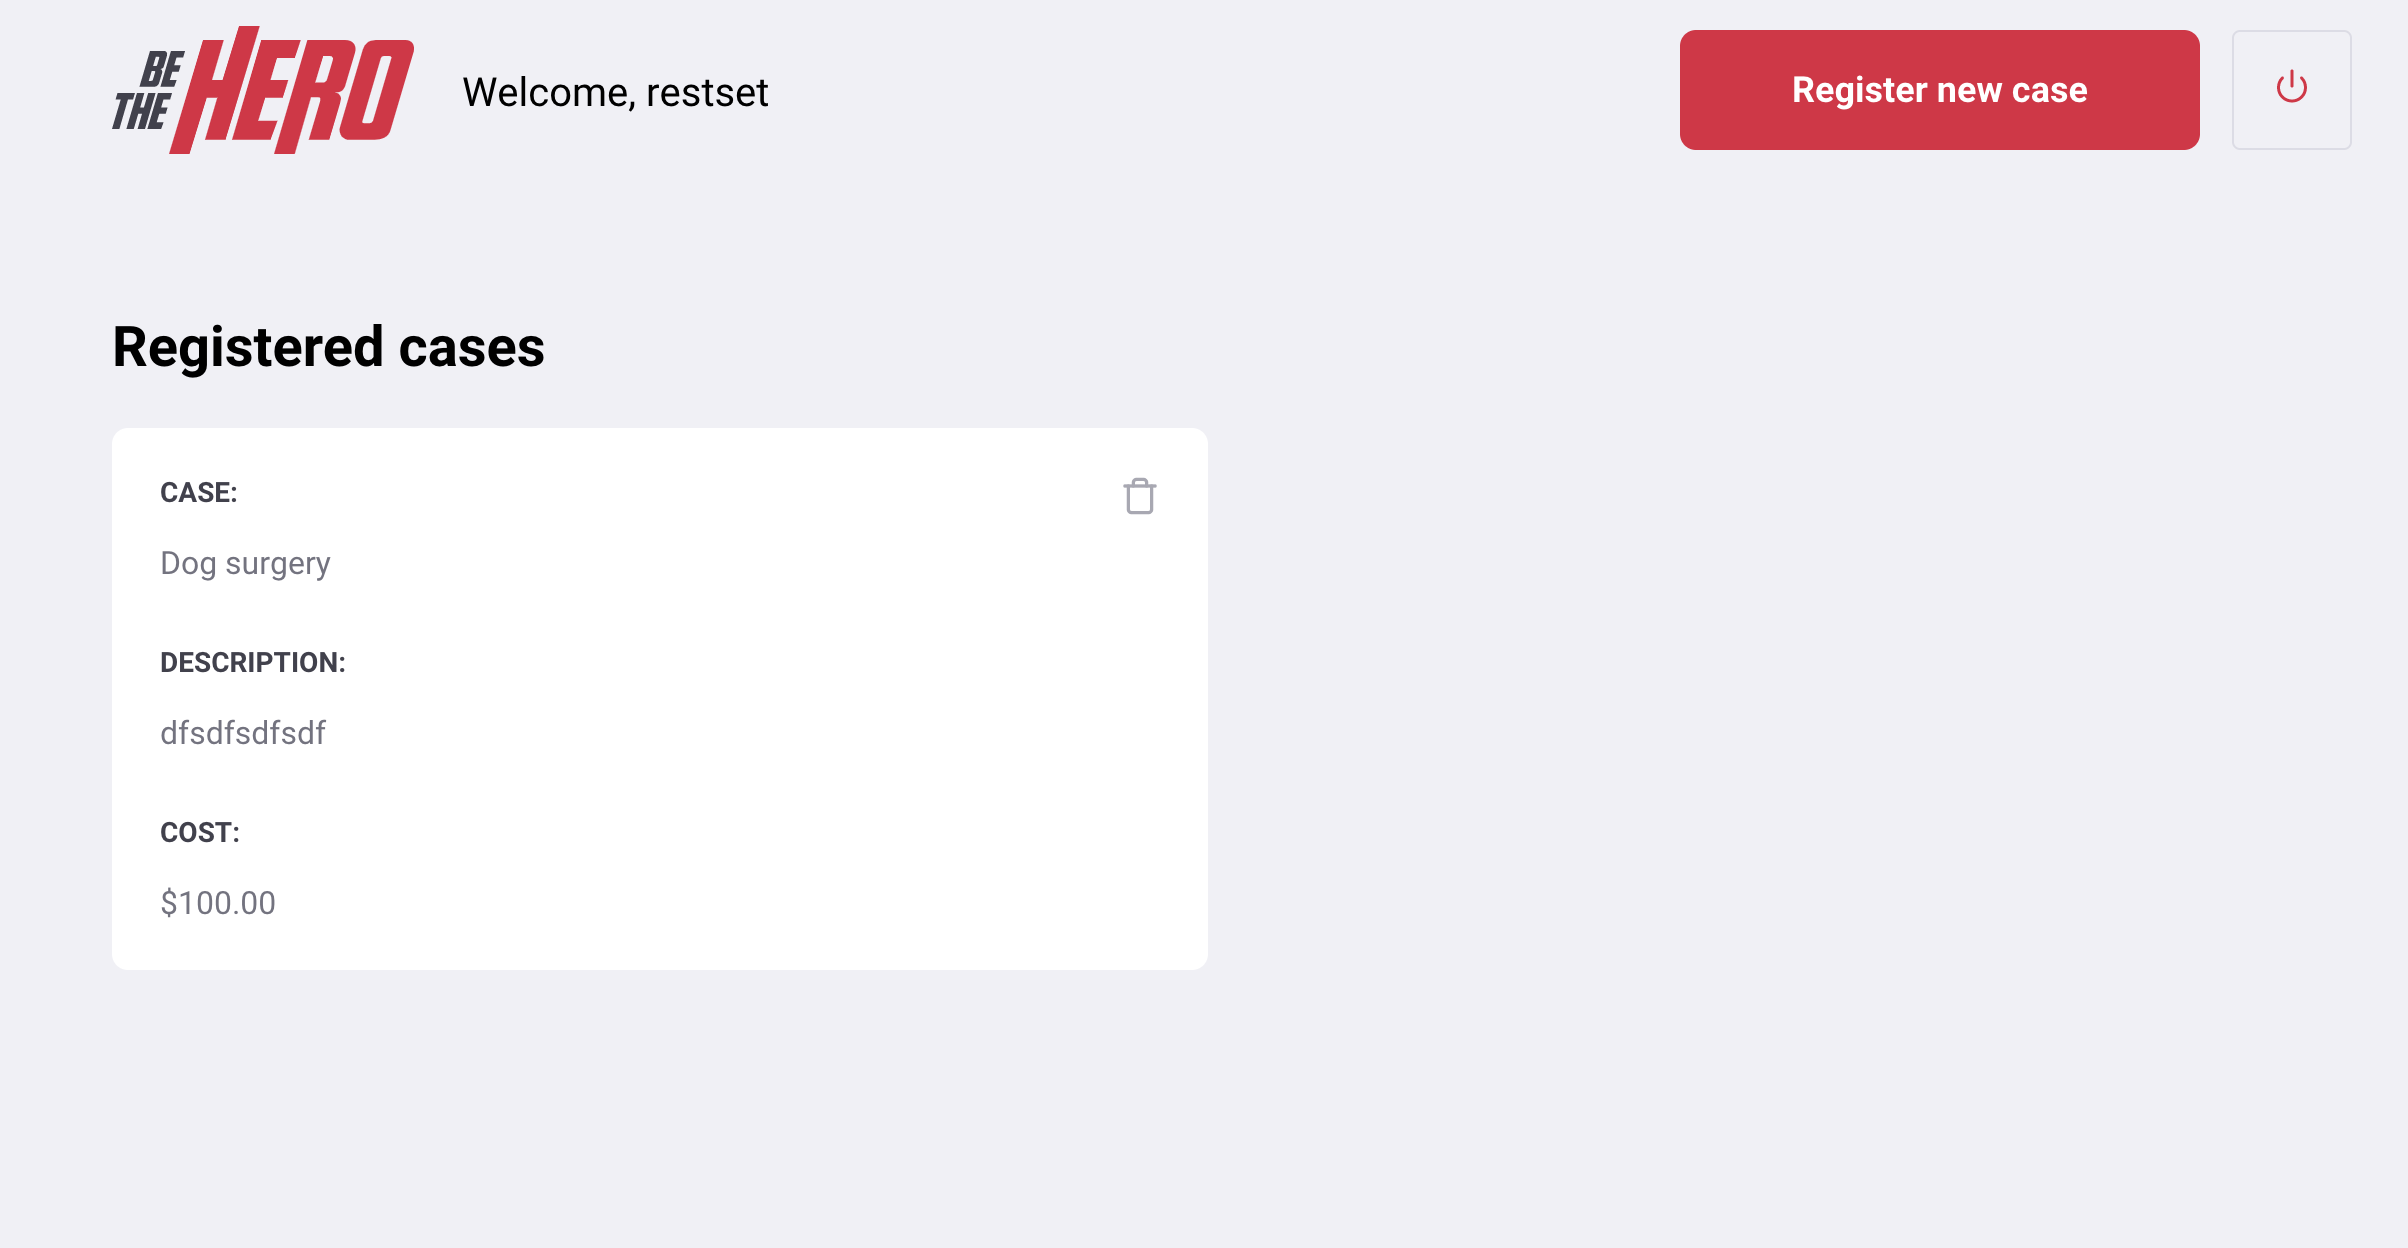 BE
THE HERO
Welcome, restset
Register new case
Registered cases
CASE:
Dog surgery
DESCRIPTION:
dfsdfsdfsdf
COST:
$100.00